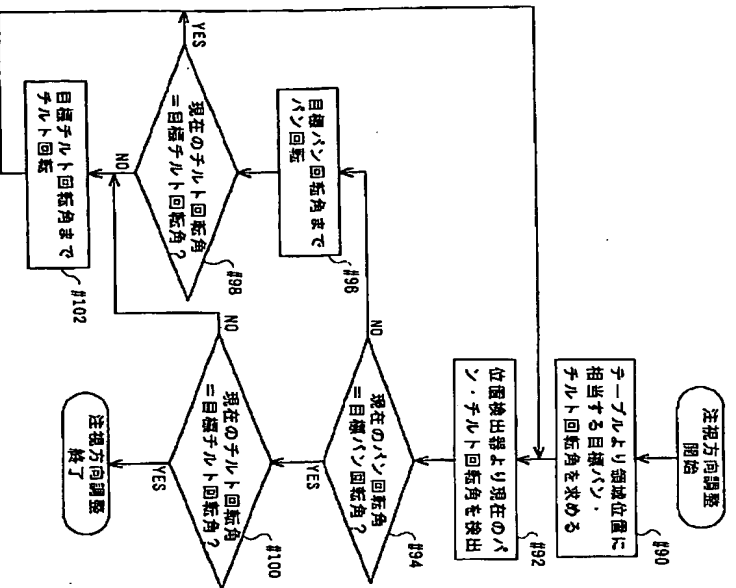 注視方向調整
開始
テーブルより領域位置に
相当する目標パン・
チルト回転角を求める
#90
位置検出器より現在のパ
ン・チルト回転角を検出
#92
現在のパン回転角
=目標パン回転角?
#94
NO
YES
目標パン回転角まで
パン回転
#96
現在のチルト回転角
=目標チルト回転角?
#98
YES
NO
現在のチルト回転角
=目標チルト回転角?
#100
NO
YES
目標チルト回転角まで
チルト回転
#102
注視方向調整
終了